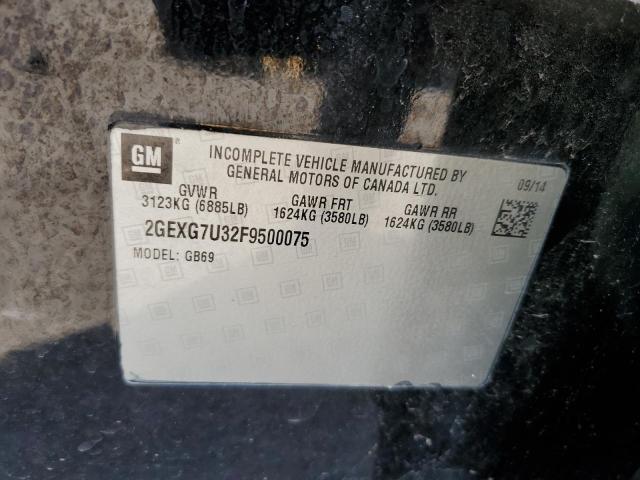 GM ®
INCOMPLETE VEHICLE MANUFACTURED BY
GENERAL MOTORS OF CANADA LTD.
09/14
GVWR
3123KG (6885LB)
GAWR FRT
1624KG (3580LB)
GAWR RR
1624KG (3580LB)
2GEXG7U32F9500075
MODEL: GB69